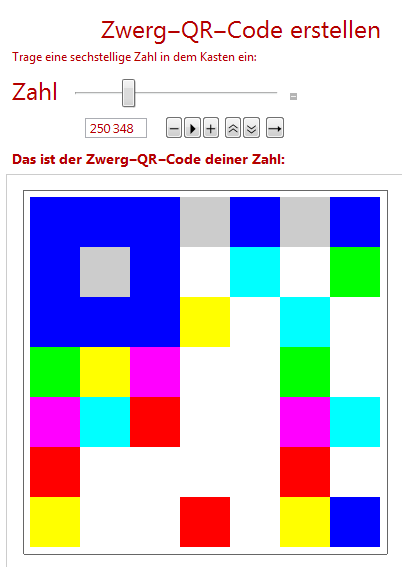 Zwerg–QR–Code erstellen
Trage eine sechstellige Zahl in dem Kasten ein:
Zahl
250 348
Das ist der Zwerg–QR–Code deiner Zahl: